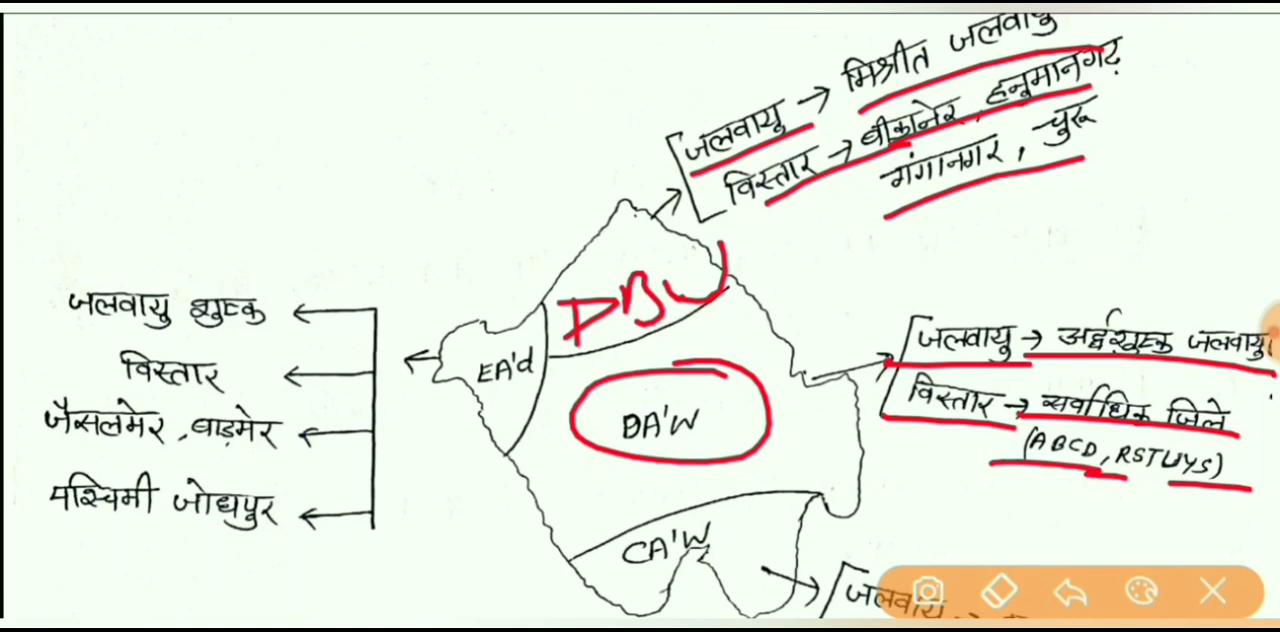 जलवायु → मिश्रीत जलवायु
विस्तार → बीकानेर, हनुमानगढ़
गंगानगर, चुरू
DBW
EA'd
BA'W
CA'W
जलवायु शुष्क
विस्तार
जैसलमेर, बाड़मेर
पश्चिमी जोधपुर
जलवायु → अर्द्धशुष्क जलवायु
विस्तार → सर्वाधिक जिले
(ABCD, RSTUYS)
जलवायु →